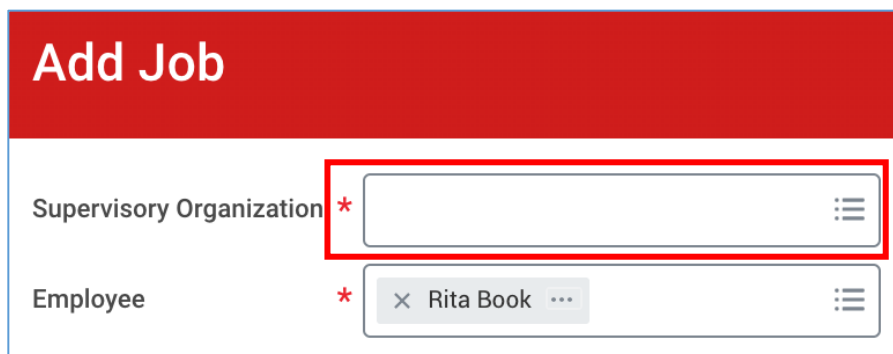 Add Job
Supervisory Organization *
Employee * × Rita Book ...